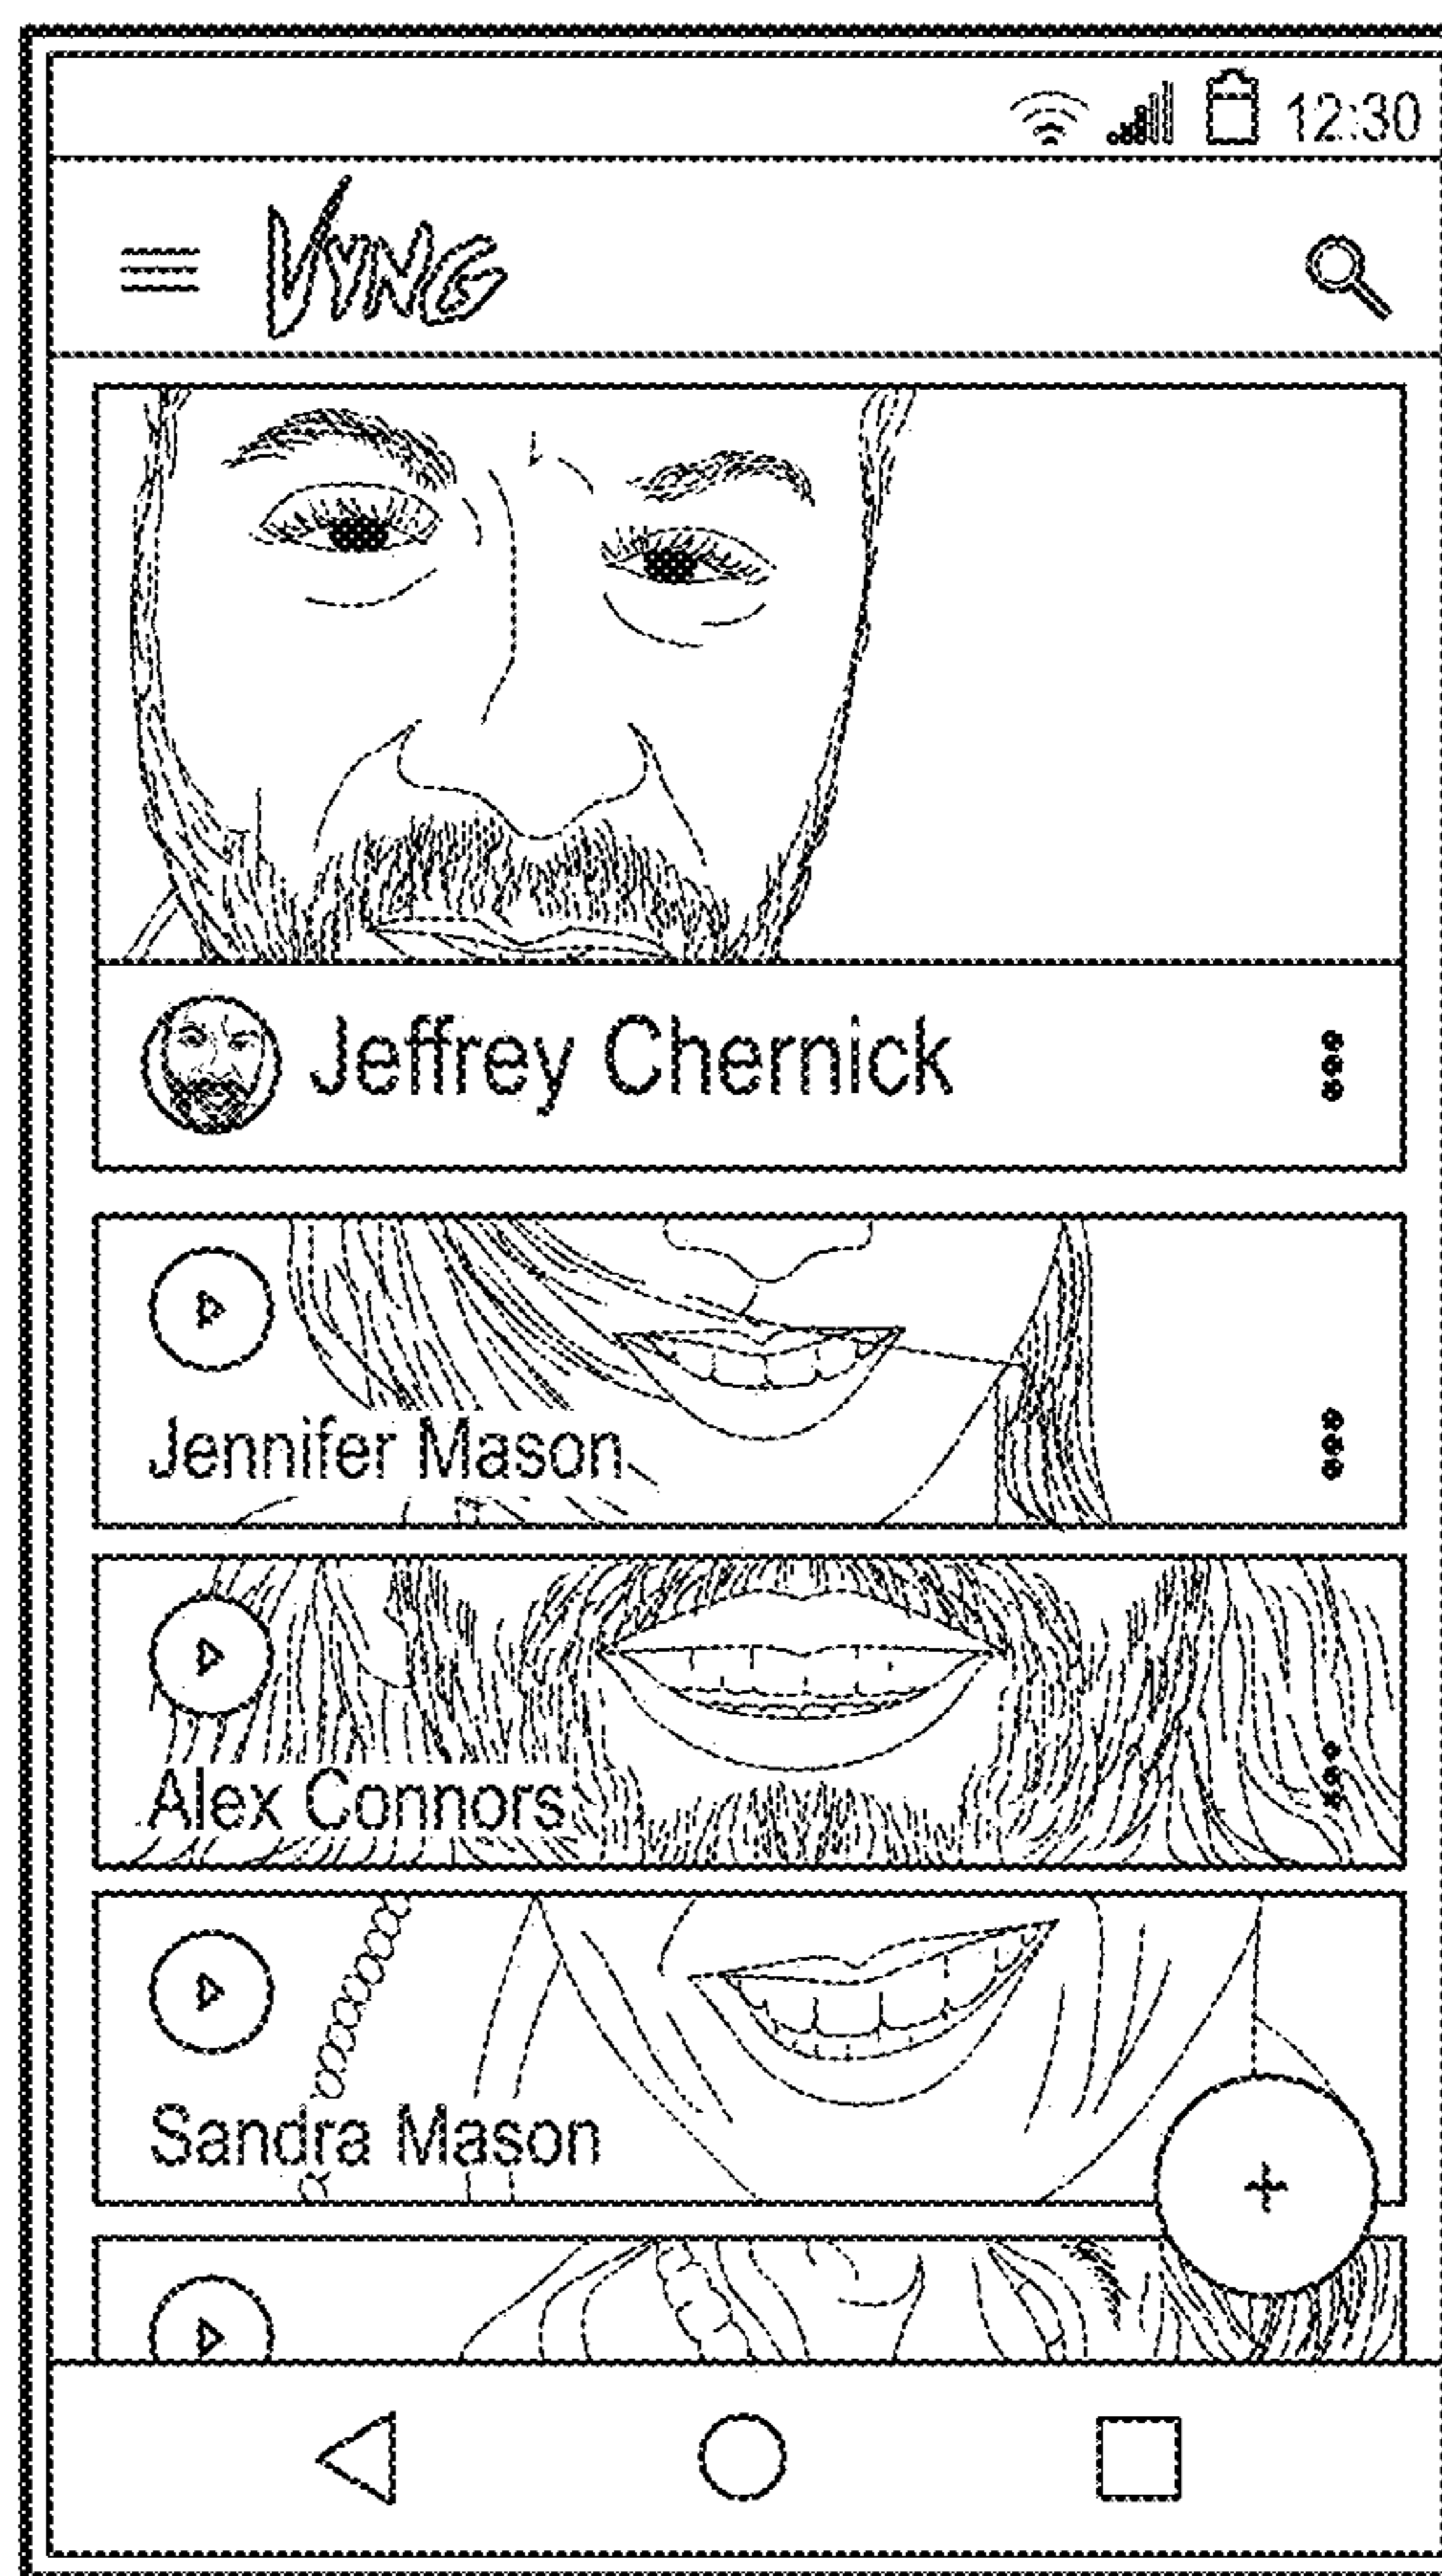 12:30
VYNG
Jeffrey Chernick
Jennifer Mason
Alex Connors
Sandra Mason